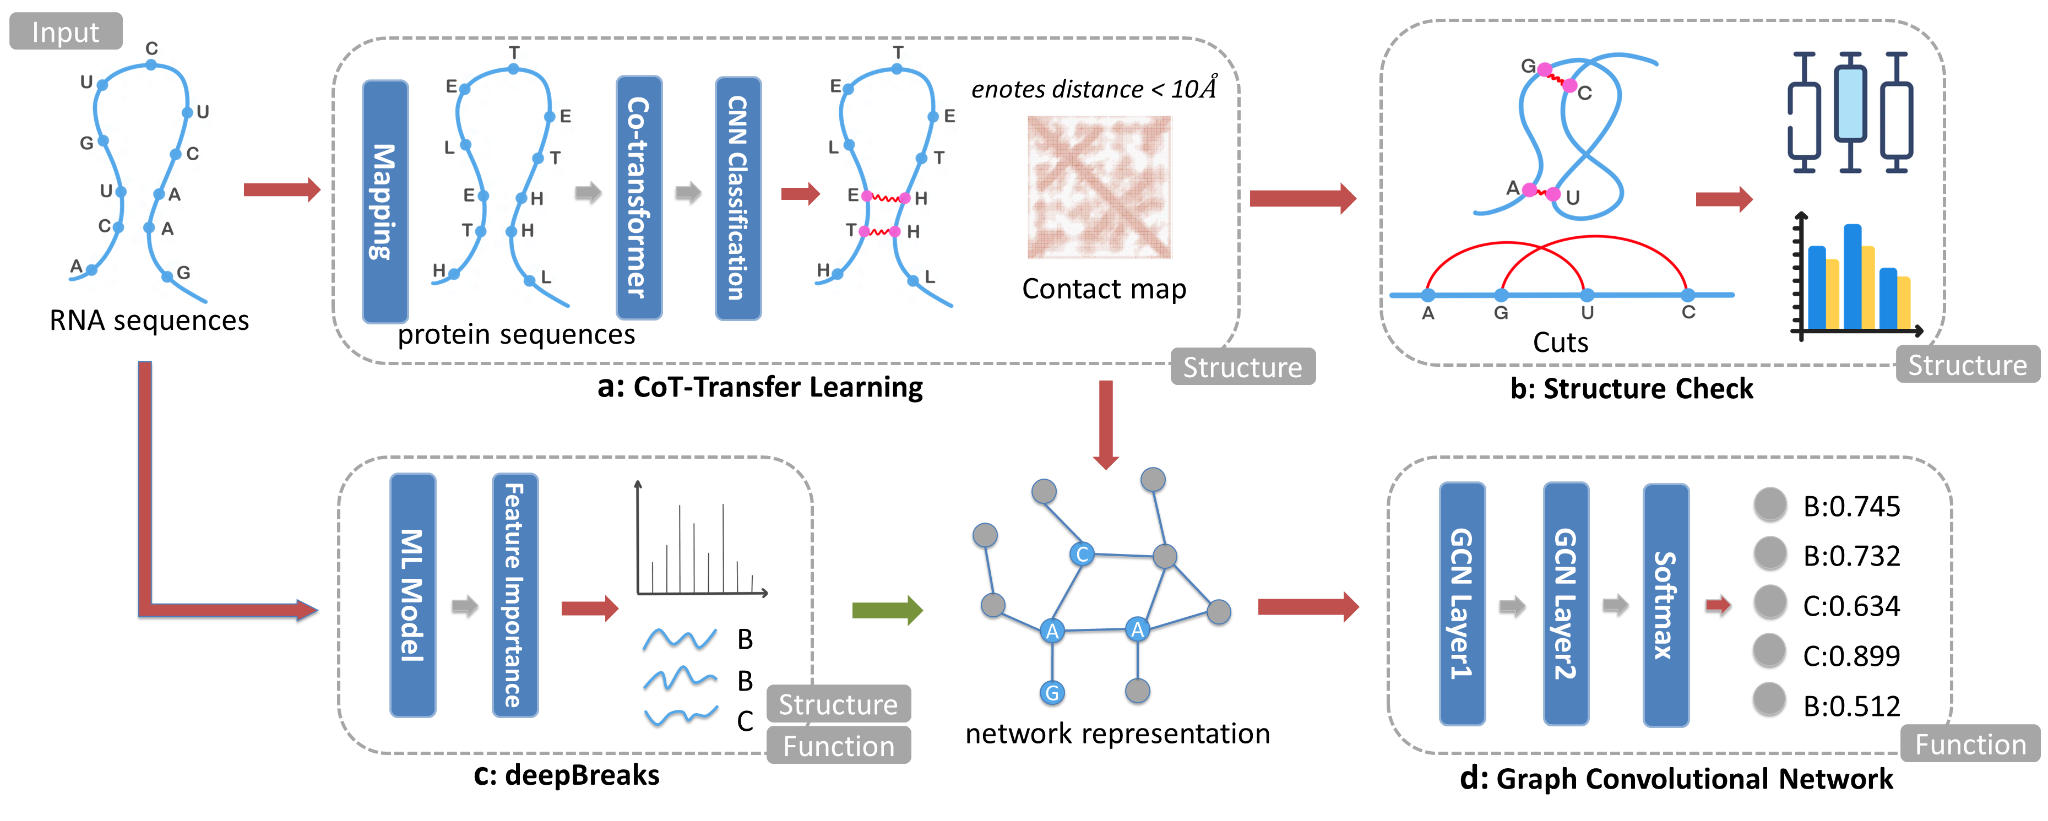 Input
C
U
U
G
C
U
A
C
A
A
G
RNA sequences
Mapping
T
E
E
L
T
E
H
T
H
H
L
protein sequences
Co-transformer
CNN Classification
T
E
E
L
T
E
H
T
H
H
L
enotes distance < 10Å
Contact map
Structure
a: CoT-Transfer Learning
G
C
A
U
A
G
U
C
Cuts
Structure
b: Structure Check
ML Model
Feature Importance
B
B
C
Structure
Function
c: deepBreaks
C
A
A
G
network representation
GCN Layer1
GCN Layer2
Softmax
B:0.745
B:0.732
C:0.634
C:0.899
B:0.512
Function
d: Graph Convolutional Network